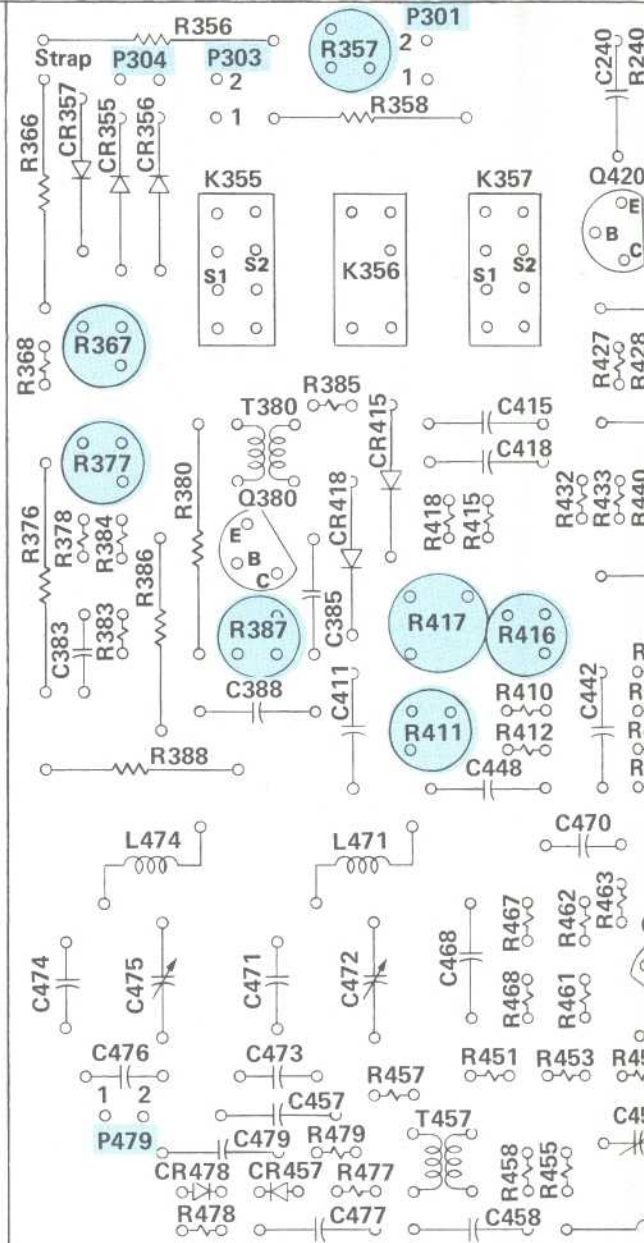 R356
P301
Strap P304 P303
R357
2
1
2
1
C240
R240
R366
CR357
CR355
CR356
R358
K355
K356
K357
S1 S2
S1 S2
Q420
E
B
C
R368
R367
R427
R428
R385
T380
CR415
C415
C418
R377
R380
Q380
CR418
R418
R415
R432
R433
R440
R376
R378
R384
R386
E
B
C
C383
R383
R387
C385
R417
R416
C388
C411
R411
R410
R412
C442
R388
C448
L474
L471
C470
C474
C475
C471
C472
C468
R467
R462
R463
R468
R461
C476
C473
R457
R451
R453
1 2
P479
C457
C479
R479
T457
CR478
CR457
R477
R458
R455
R478
C477
C458